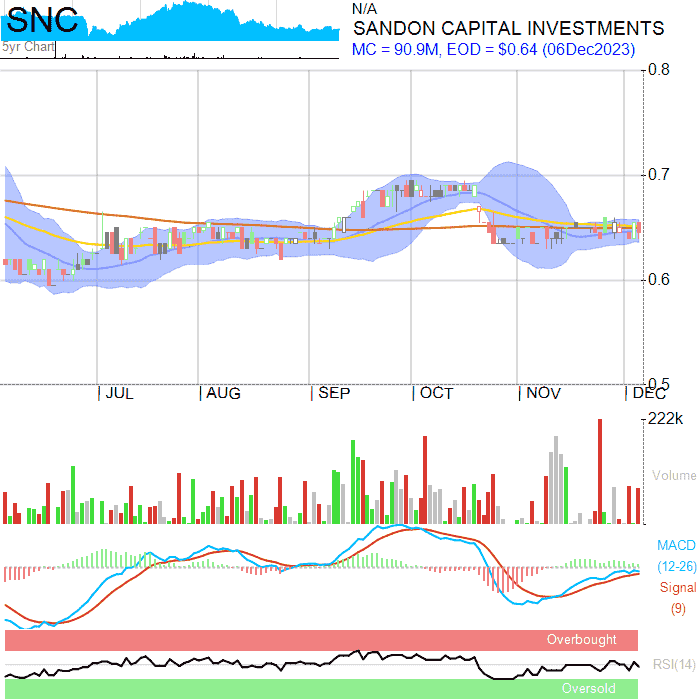 SNC
5yr Chart
N/A
SANDON CAPITAL INVESTMENTS
MC = 90.9M, EOD = $0.64 (06Dec2023)
0.8
0.7
0.6
0.5
JUL
AUG
SEP
OCT
NOV
DEC
222k
Volume
MACD
(12-26)
Signal
(9)
Overbought
RSI(14)
Oversold